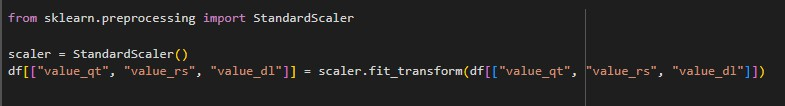 from sklearn.preprocessing import StandardScaler
scaler = StandardScaler()
df[["value_qt", "value_rs", "value_dl"]] = scaler.fit_transform(df[["value_qt", "value_rs", "value_dl"]])